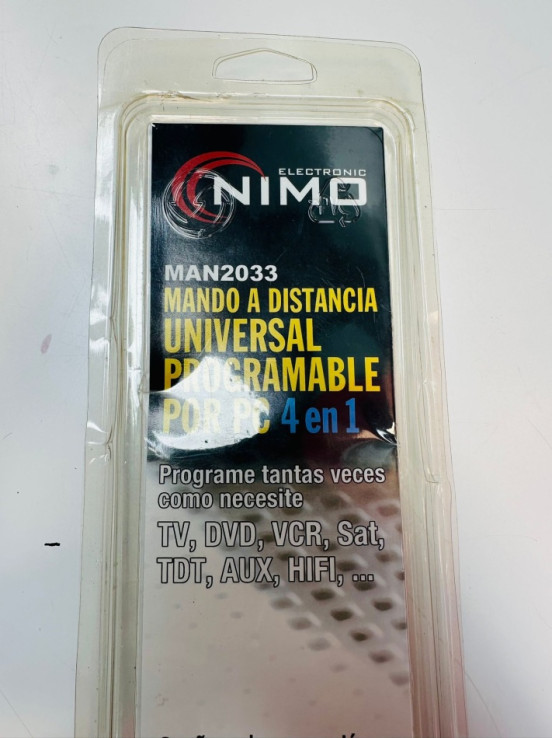 ELECTRONIC
NIMO
MAN2033
MANDO A DISTANCIA
UNIVERSAL
PROGRAMABLE
POR PC 4 en 1
Programe tantas veces
como necesite
TV, DVD, VCR, Sat,
TDT, AUX, HIFI, ...